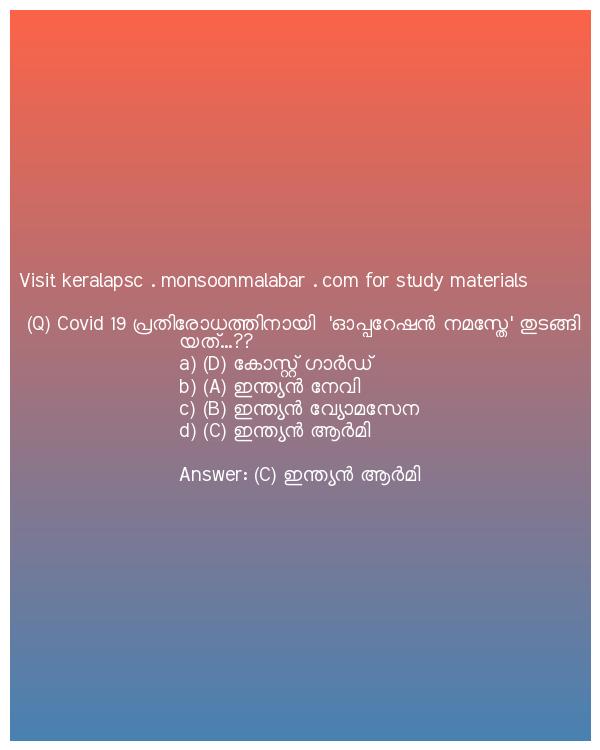 Visit keralapsc . monsoonmalabar . com for study materials
(Q) Covid 19 പ്രതിരോധത്തിനായി 'ഓപ്പറേഷൻ നമസ്തേ' തുടങ്ങി
യത്...??
a) (D) കോസ്റ്റ് ഗാർഡ്
b) (A) ഇന്ത്യൻ നേവി
c) (B) ഇന്ത്യൻ വ്യോമസേന
d) (C) ഇന്ത്യൻ ആർമി
Answer: (C) ഇന്ത്യൻ ആർമി